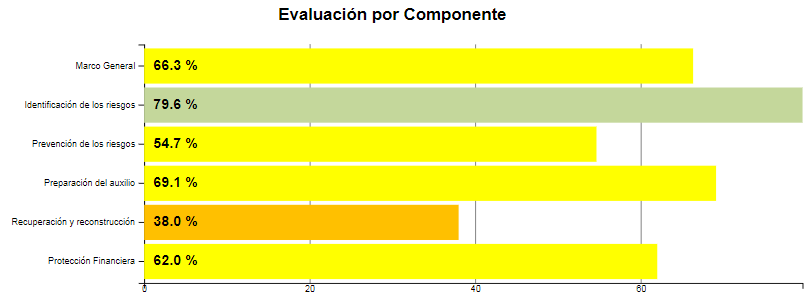 Evaluación por Componente
Marco General 66.3 %
Identificación de los riesgos 79.6 %
Prevención de los riesgos 54.7 %
Preparación del auxilio 69.1 %
Recuperación y reconstrucción 38.0 %
Protección Financiera 62.0 %
0 20 40 60